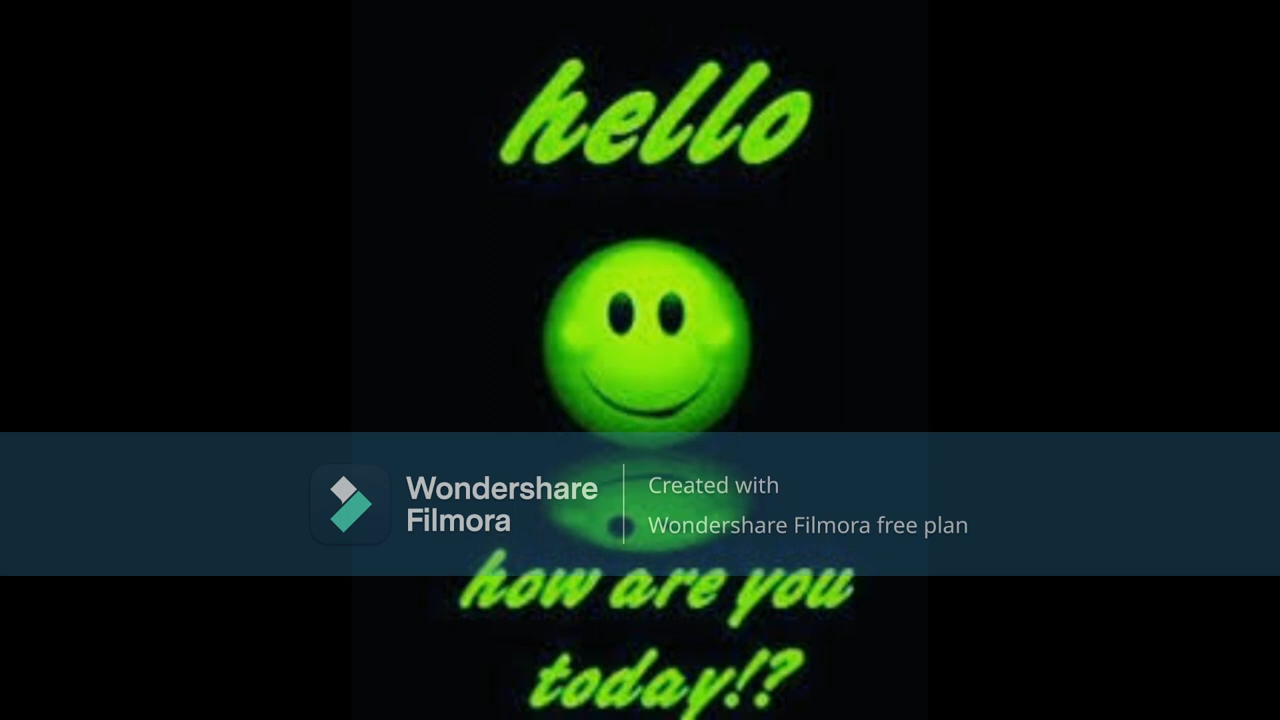 hello
Wondershare
Filmora
Created with
Wondershare Filmora free plan
how are you
today!?